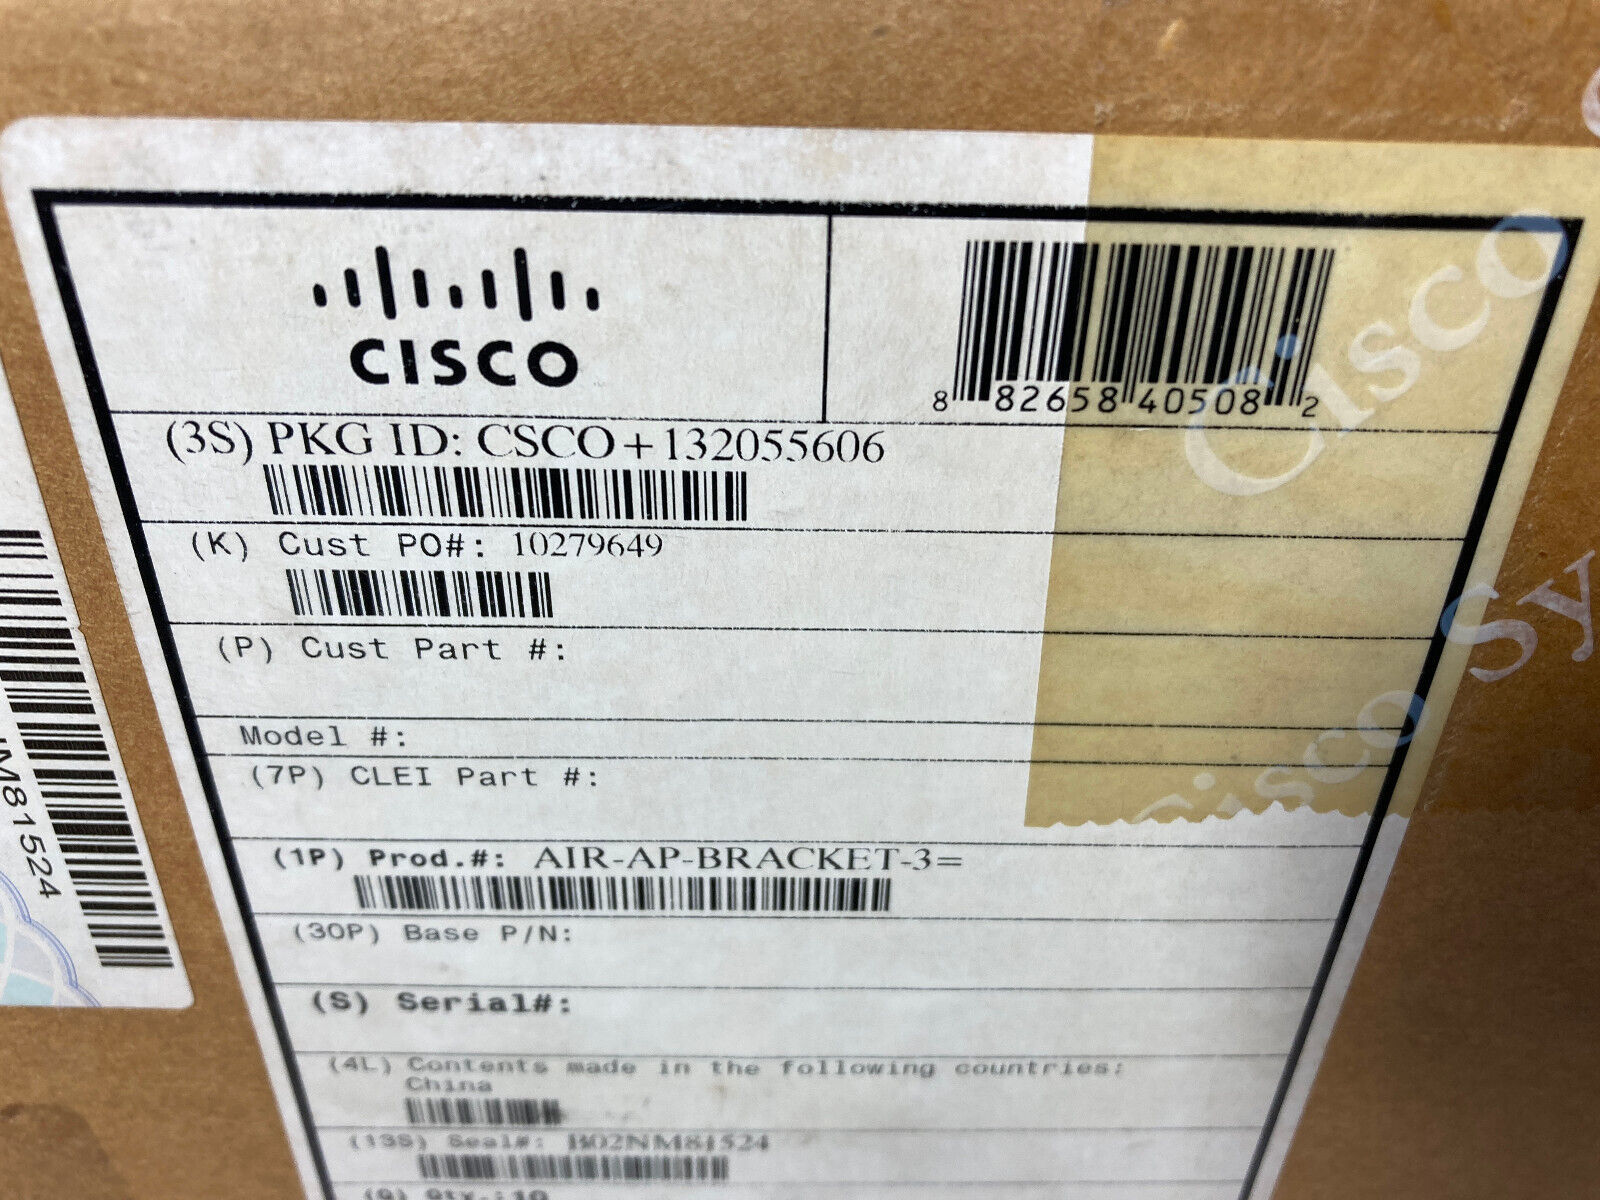 CISCO
8 82658 40508 2
(3S) PKG ID: CSCO+132055606
(K) Cust PO#: 10279649
(P) Cust Part #:
Model #:
(7P) CLEI Part #:
(1P) Prod.#: AIR-AP-BRACKET-3=
(30P) Base P/N:
(S) Serial#:
(4L) Contents made in the following countries:
China
(13S) Seal#: B02NM81524
(Q) Qty.:10
M81524
Cisco
Cisco Sy